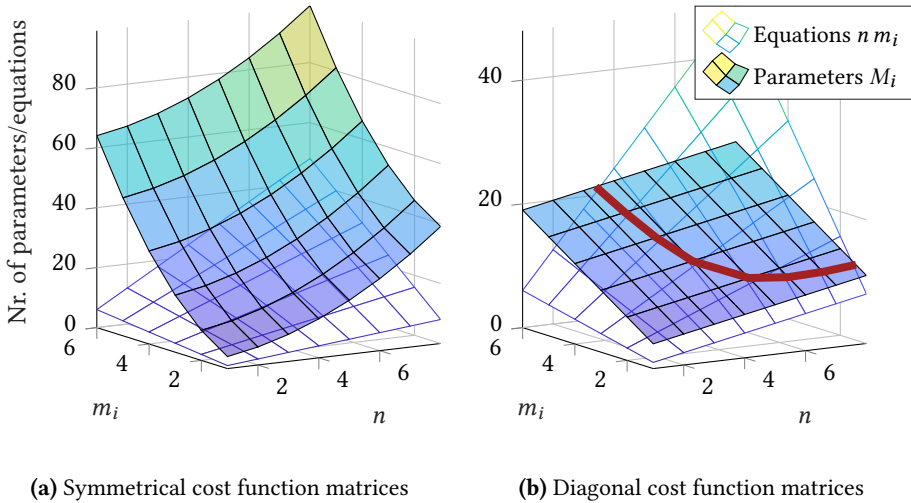 Nr. of parameters/equations
80
60
40
20
0
6
4
2
m_i
2
4
6
n
40
20
0
6
4
2
m_i
2
4
6
n
Equations n m_i
Parameters M_i
(a) Symmetrical cost function matrices
(b) Diagonal cost function matrices